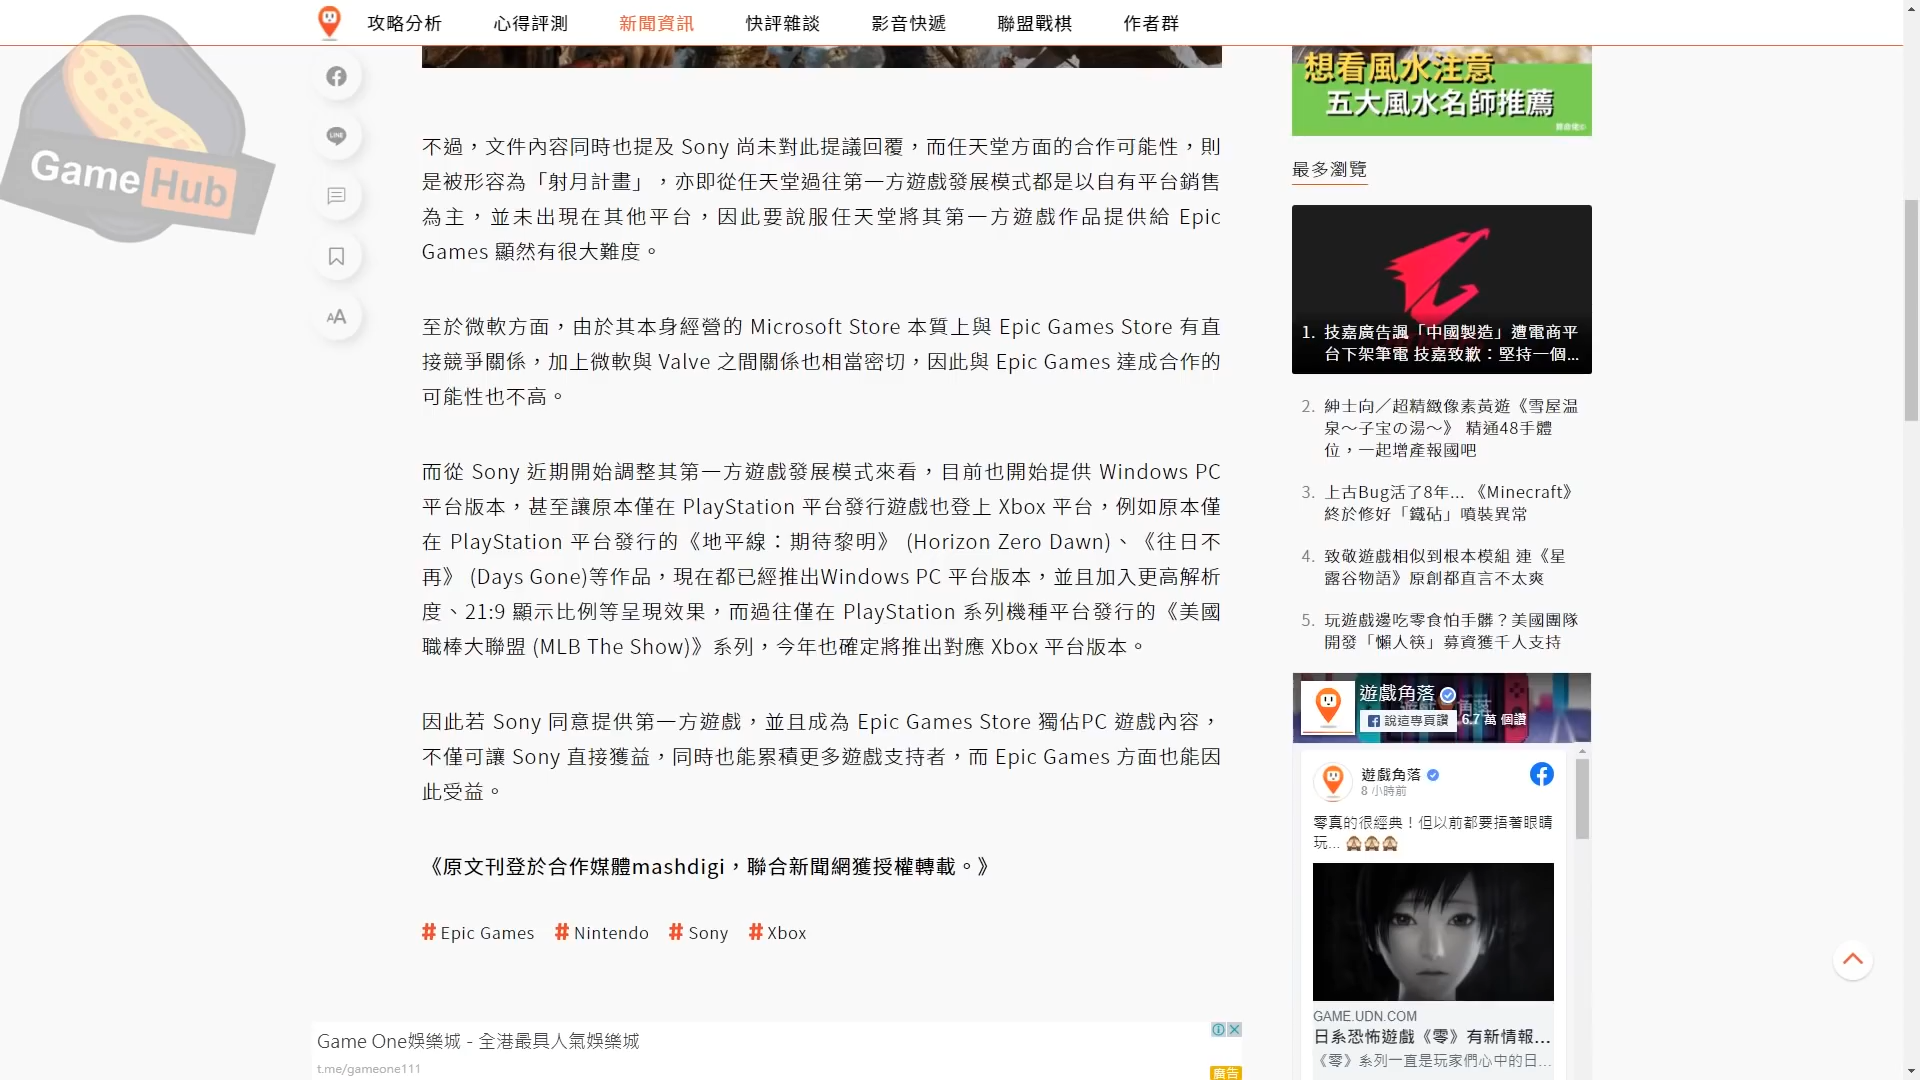 攻略分析 心得評測 新聞資訊 快評雜談 影音快遞 聯盟戰棋 作者群
GameHub
LINE
AA
不過，文件內容同時也提及 Sony 尚未對此提議回覆，而任天堂方面的合作可能性，則
是被形容為「射月計畫」，亦即從任天堂過往第一方遊戲發展模式都是以自有平台銷售
為主，並未出現在其他平台，因此要說服任天堂將其第一方遊戲作品提供給 Epic
Games 顯然有很大難度。
至於微軟方面，由於其本身經營的 Microsoft Store 本質上與 Epic Games Store 有直
接競爭關係，加上微軟與 Valve 之間關係也相當密切，因此與 Epic Games 達成合作的
可能性也不高。
而從 Sony 近期開始調整其第一方遊戲發展模式來看，目前也開始提供 Windows PC
平台版本，甚至讓原本僅在 PlayStation 平台發行遊戲也登上 Xbox 平台，例如原本僅
在 PlayStation 平台發行的《地平線：期待黎明》 (Horizon Zero Dawn)、《往日不
再》 (Days Gone)等作品，現在都已經推出Windows PC 平台版本，並且加入更高解析
度、21:9 顯示比例等呈現效果，而過往僅在 PlayStation 系列機種平台發行的《美國
職棒大聯盟 (MLB The Show)》系列，今年也確定將推出對應 Xbox 平台版本。
因此若 Sony 同意提供第一方遊戲，並且成為 Epic Games Store 獨佔PC 遊戲內容，
不僅可讓 Sony 直接獲益，同時也能累積更多遊戲支持者，而 Epic Games 方面也能因
此受益。
《原文刊登於合作媒體mashdigi，聯合新聞網獲授權轉載。》
# Epic Games # Nintendo # Sony # Xbox
Game One娛樂城 - 全港最具人氣娛樂城
t.me/gameone111
廣告
想看風水注意
五大風水名師推薦
最多瀏覽
1. 技嘉廣告諷「中國製造」遭電商平
台下架筆電 技嘉致歉：堅持一個...
2. 紳士向／超精緻像素黃遊《雪屋温
泉～子宝の湯～》 精通48手體
位，一起增產報國吧
3. 上古Bug活了8年... 《Minecraft》
終於修好「鐵砧」噴裝異常
4. 致敬遊戲相似到根本模組 連《星
露谷物語》原創都直言不太爽
5. 玩遊戲邊吃零食怕手髒？美國團隊
開發「懶人筷」募資獲千人支持
遊戲角落
說這專頁讚 6.7 萬 個讚
遊戲角落
8 小時前
零真的很經典！但以前都要捂著眼睛
玩... 🙈🙈🙈
GAME.UDN.COM
日系恐怖遊戲《零》有新情報...
《零》系列一直是玩家們心中的日...